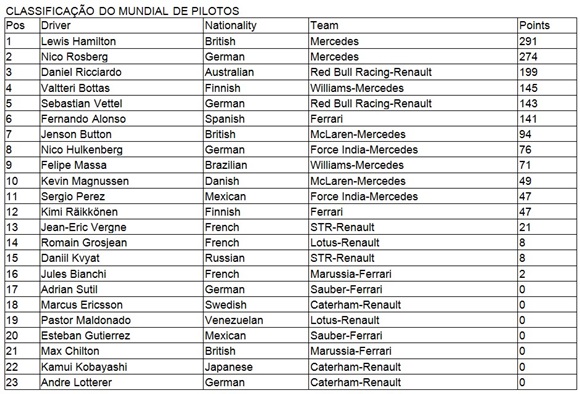 CLASSIFICAÇÃO DO MUNDIAL DE PILOTOS
Pos Driver Nationality Team Points
1 Lewis Hamilton British Mercedes 291
2 Nico Rosberg German Mercedes 274
3 Daniel Ricciardo Australian Red Bull Racing-Renault 199
4 Valtteri Bottas Finnish Williams-Mercedes 145
5 Sebastian Vettel German Red Bull Racing-Renault 143
6 Fernando Alonso Spanish Ferrari 141
7 Jenson Button British McLaren-Mercedes 94
8 Nico Hulkenberg German Force India-Mercedes 76
9 Felipe Massa Brazilian Williams-Mercedes 71
10 Kevin Magnussen Danish McLaren-Mercedes 49
11 Sergio Perez Mexican Force India-Mercedes 47
12 Kimi Räikkönen Finnish Ferrari 47
13 Jean-Eric Vergne French STR-Renault 21
14 Romain Grosjean French Lotus-Renault 8
15 Daniil Kvyat Russian STR-Renault 8
16 Jules Bianchi French Marussia-Ferrari 2
17 Adrian Sutil German Sauber-Ferrari 0
18 Marcus Ericsson Swedish Caterham-Renault 0
19 Pastor Maldonado Venezuelan Lotus-Renault 0
20 Esteban Gutierrez Mexican Sauber-Ferrari 0
21 Max Chilton British Marussia-Ferrari 0
22 Kamui Kobayashi Japanese Caterham-Renault 0
23 Andre Lotterer German Caterham-Renault 0